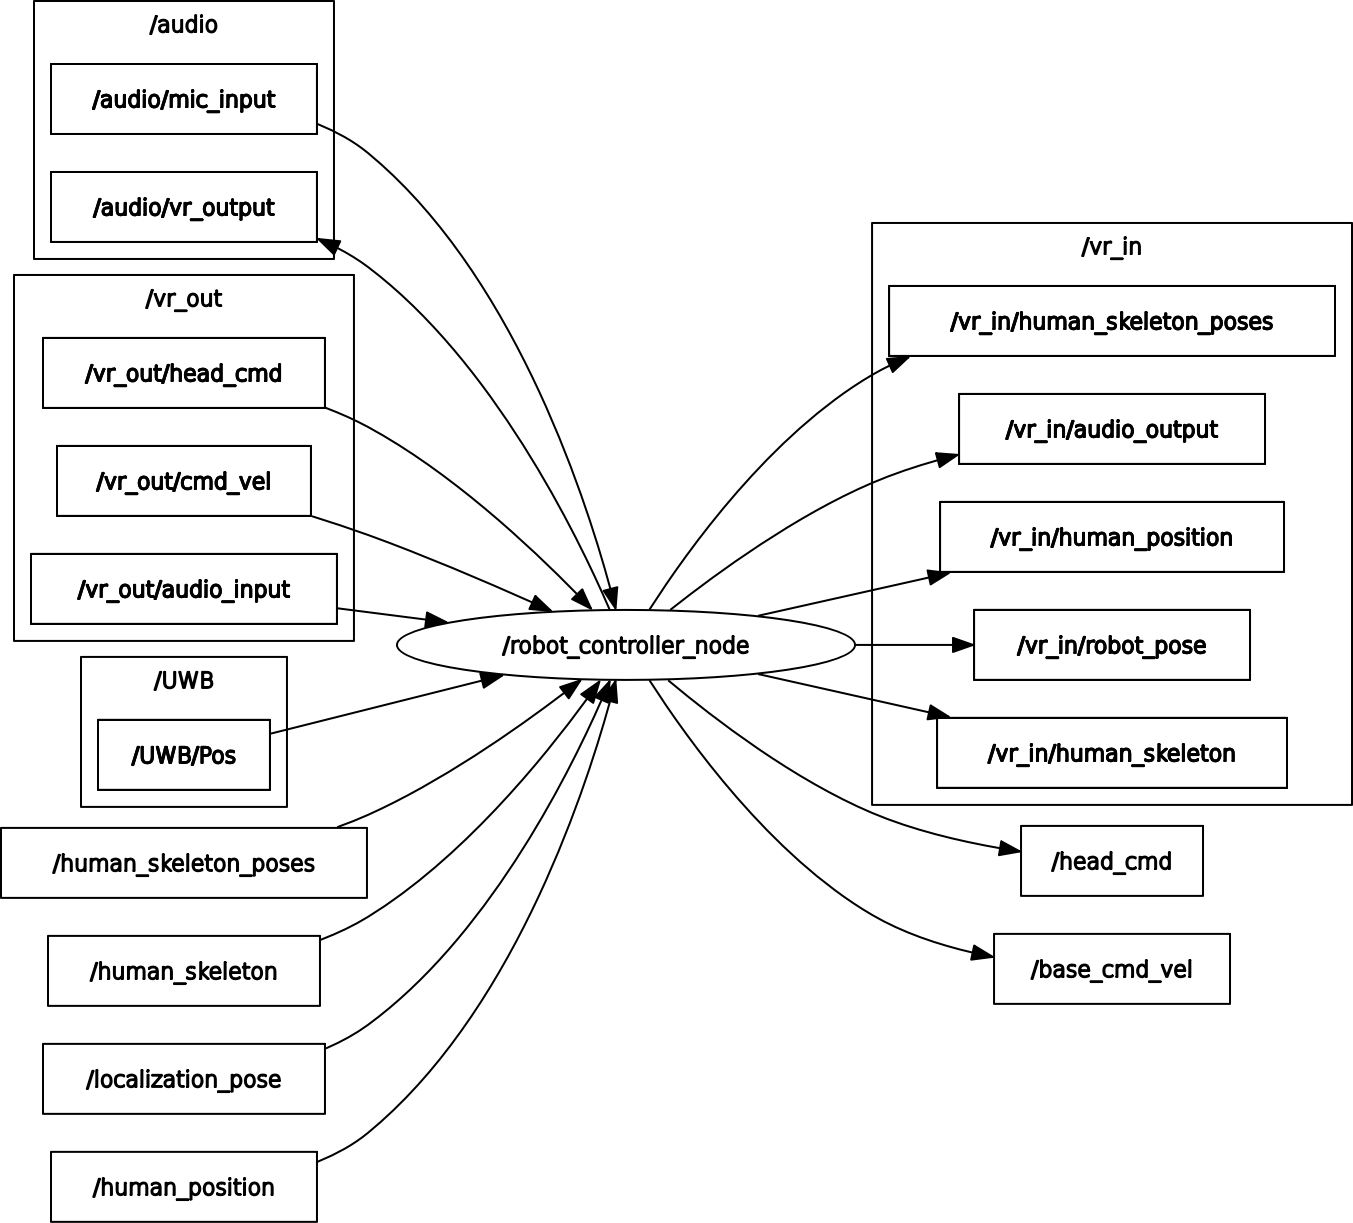 /audio
/audio/mic_input
/audio/vr_output
/vr_out
/vr_out/head_cmd
/vr_out/cmd_vel
/vr_out/audio_input
/UWB
/UWB/Pos
/human_skeleton_poses
/human_skeleton
/localization_pose
/human_position
/robot_controller_node
/vr_in
/vr_in/human_skeleton_poses
/vr_in/audio_output
/vr_in/human_position
/vr_in/robot_pose
/vr_in/human_skeleton
/head_cmd
/base_cmd_vel